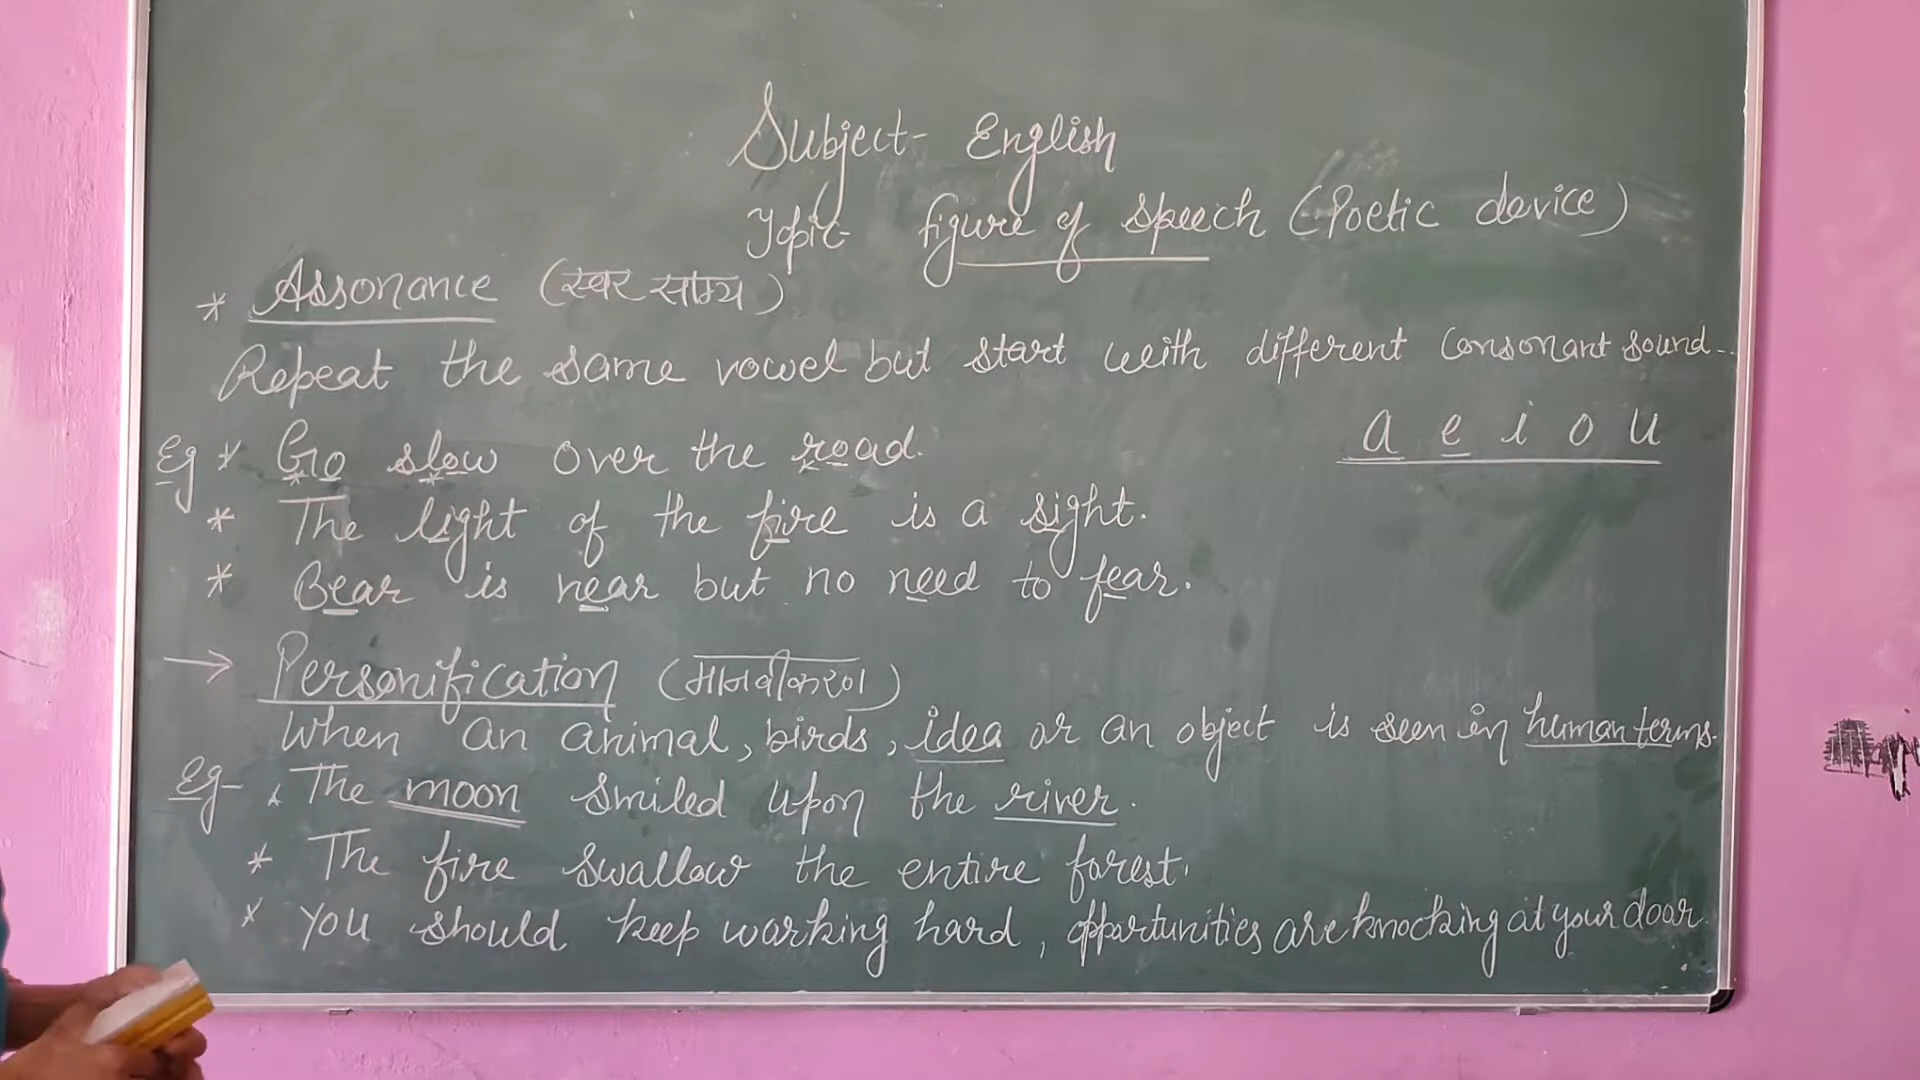 Subject- English
Topic- figure of speech (Poetic device)
* Assonance (स्वर साम्य)
Repeat the same vowel but start with different consonant sound.
a e i o u
Eg * Go slow over the road.
* The light of the fire is a sight.
* Bear is near but no need to fear.
→ Personification (मानवीकरण)
When an animal, birds, idea or an object is seen in human terms.
Eg- * The moon smiled upon the river.
* The fire swallow the entire forest.
* You should keep working hard, opportunities are knocking at your door.